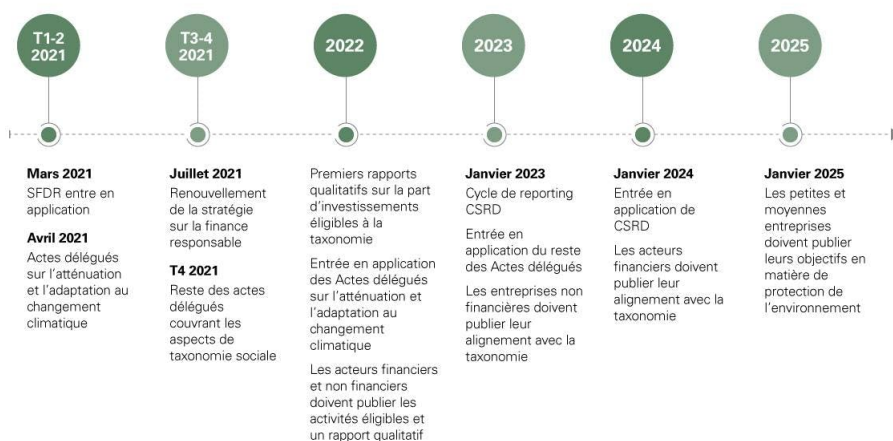 T1-2
2021
T3-4
2021
2022
2023
2024
2025
Mars 2021
SFDR entre en
application
Avril 2021
Actes délégués
sur l'atténuation
et l'adaptation au
changement
climatique
Juillet 2021
Renouvellement
de la stratégie
sur la finance
responsable
T4 2021
Reste des actes
délégués
couvrant les
aspects de
taxonomie sociale
Premiers rapports
qualitatifs sur la part
d'investissements
éligibles à la
taxonomie
Entrée en application
des Actes délégués
sur l'atténuation et
l'adaptation au
changement
climatique
Les acteurs financiers
et non financiers
doivent publier les
activités éligibles et
un rapport qualitatif
Janvier 2023
Cycle de reporting
CSRD
Entrée en
application du reste
des Actes délégués
Les entreprises non
financières doivent
publier leur
alignement avec la
taxonomie
Janvier 2024
Entrée en
application de
CSRD
Les acteurs
financiers doivent
publier leur
alignement avec la
taxonomie
Janvier 2025
Les petites et
moyennes
entreprises
doivent publier
leurs objectifs en
matière de
protection de
l'environnement